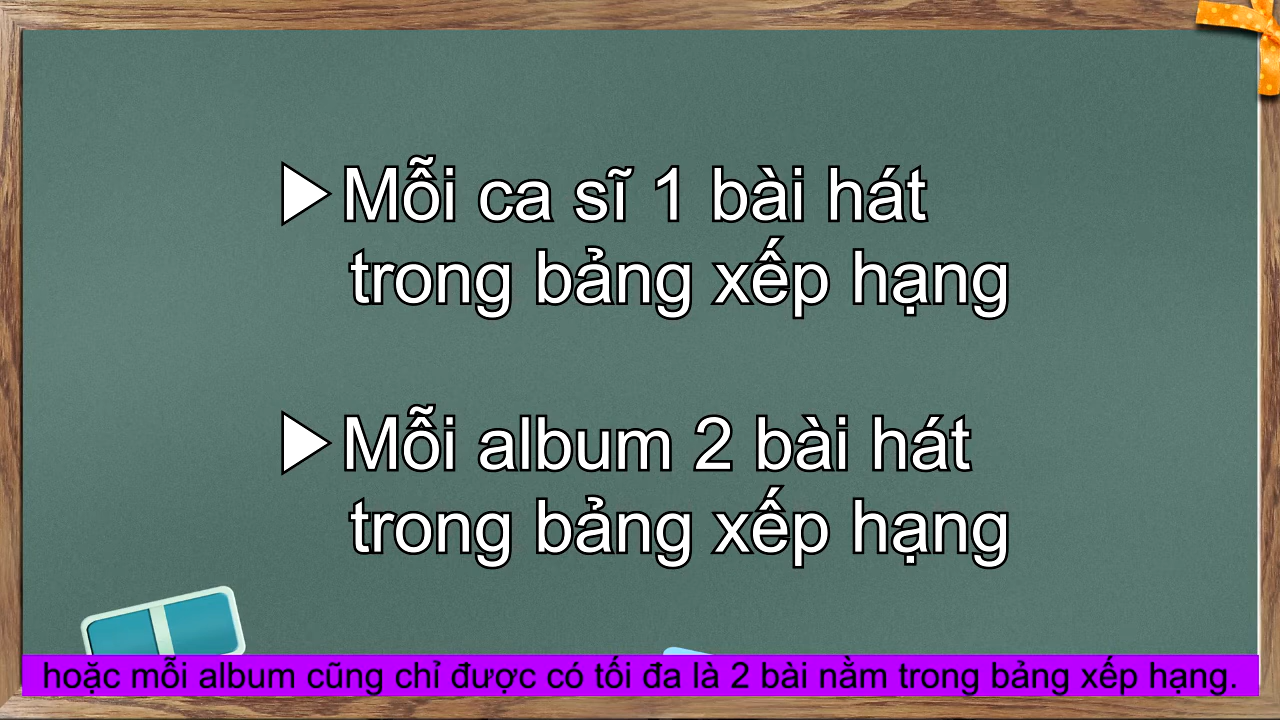 Mỗi ca sĩ 1 bài hát
trong bảng xếp hạng
Mỗi album 2 bài hát
trong bảng xếp hạng
hoặc mỗi album cũng chỉ được có tối đa là 2 bài nằm trong bảng xếp hạng.